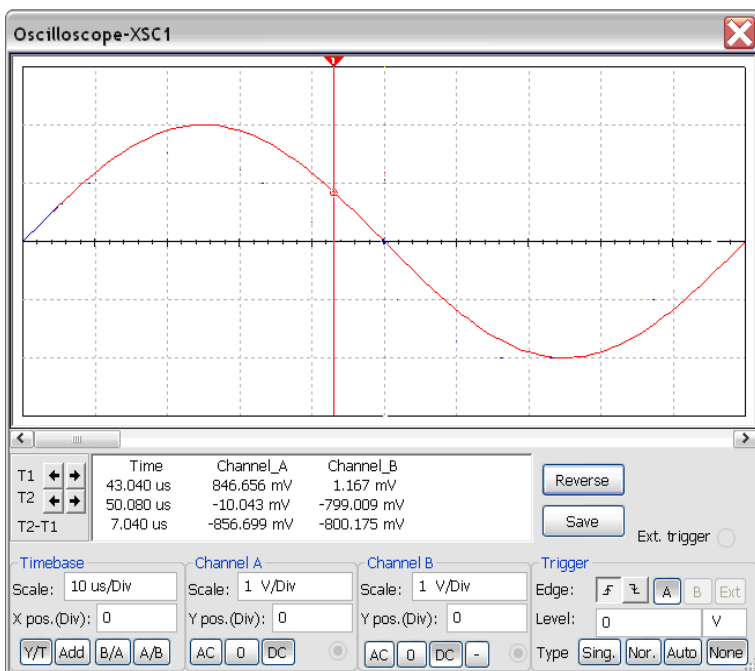 Oscilloscope-XSC1
1
Time Channel_A Channel_B
T1 43.040 us 846.656 mV 1.167 mV
T2 50.080 us -10.043 mV -799.009 mV
T2-T1 7.040 us -856.699 mV -800.175 mV
Reverse
Save
Ext. trigger
Timebase
Scale: 10 us/Div
X pos.(Div): 0
Y/T Add B/A A/B
Channel A
Scale: 1 V/Div
Y pos.(Div): 0
AC 0 DC
Channel B
Scale: 1 V/Div
Y pos.(Div): 0
AC 0 DC -
Trigger
Edge: A B Ext
Level: 0 V
Type Sing. Nor. Auto None